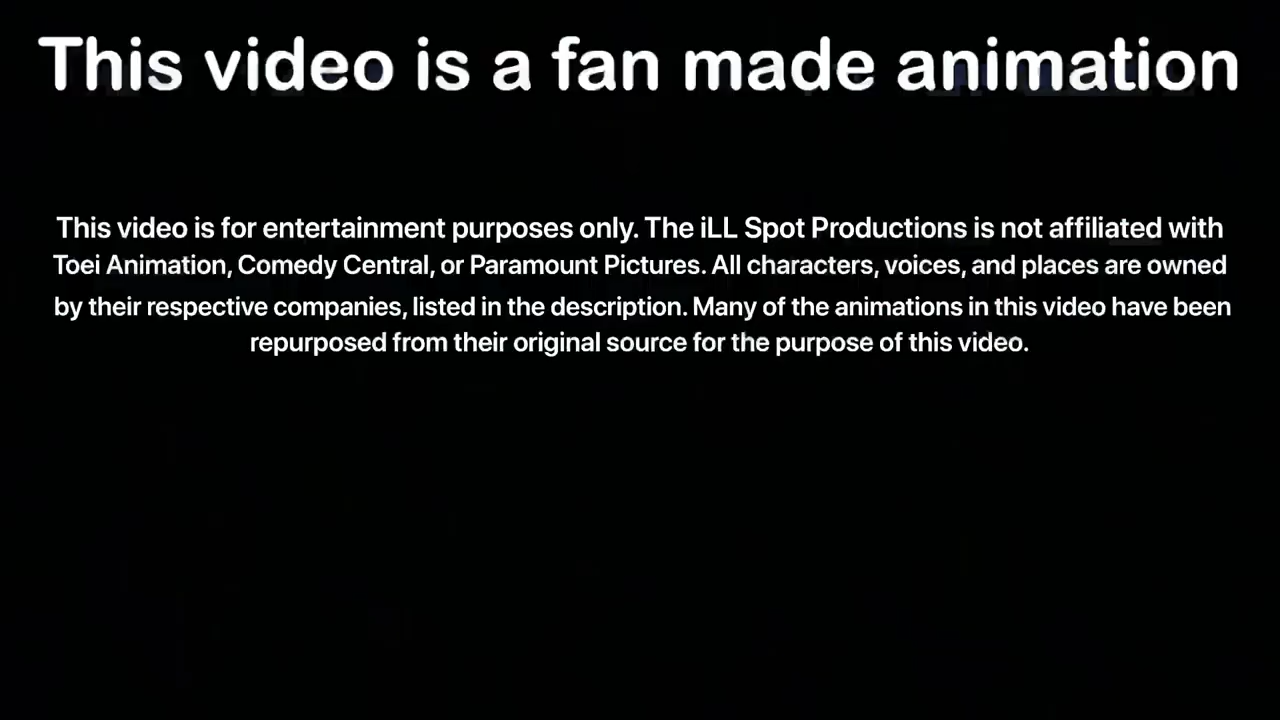 This video is a fan made animation
This video is for entertainment purposes only. The iLL Spot Productions is not affiliated with
Toei Animation, Comedy Central, or Paramount Pictures. All characters, voices, and places are owned
by their respective companies, listed in the description. Many of the animations in this video have been
repurposed from their original source for the purpose of this video.